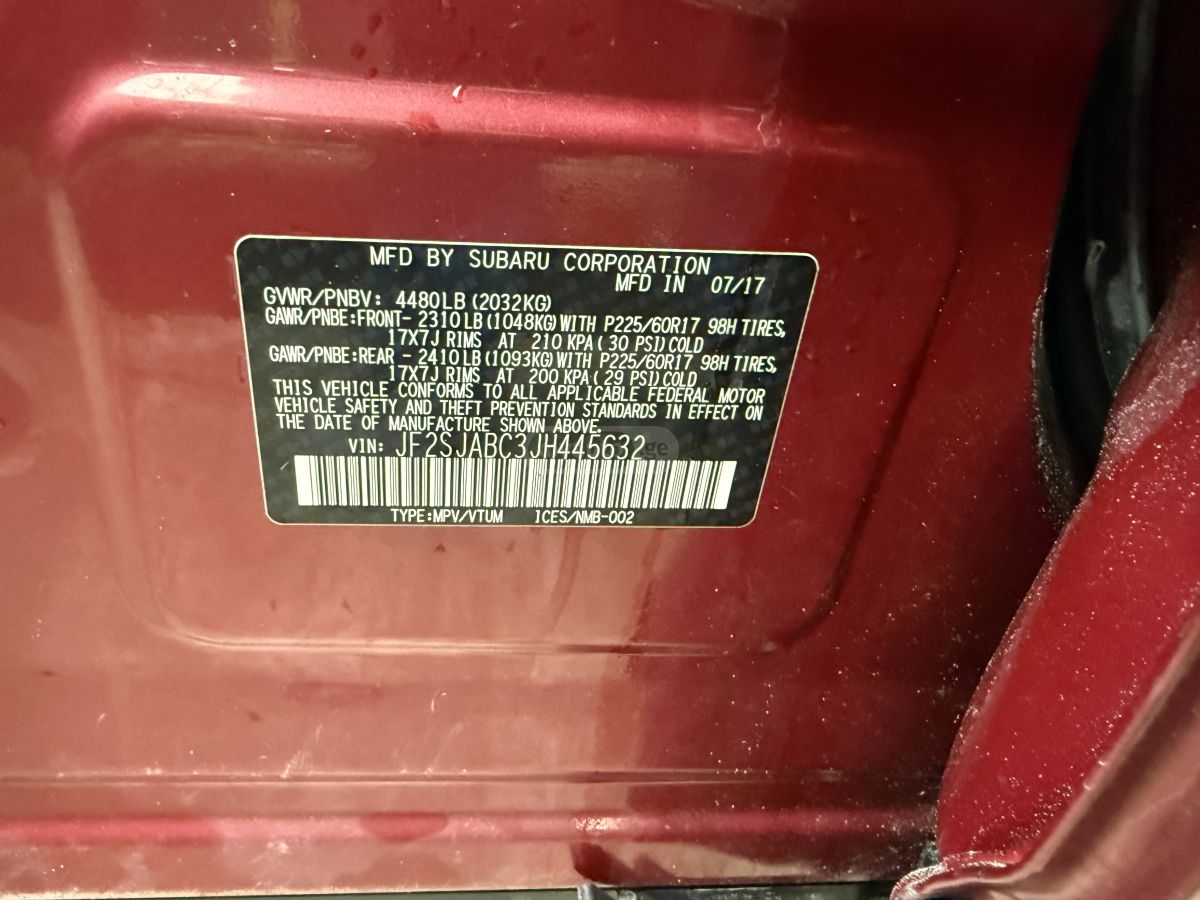 MFD BY SUBARU CORPORATION
MFD IN 07/17
GVWR/PNBV: 4480LB (2032KG)
GAWR/PNBE:FRONT- 2310LB (1048KG) WITH P225/60R17 98H TIRES,
17X7J RIMS AT 210 KPA ( 30 PSI) COLD
GAWR/PNBE:REAR - 2410LB (1093KG) WITH P225/60R17 98H TIRES,
17X7J RIMS AT 200 KPA ( 29 PSI) COLD
THIS VEHICLE CONFORMS TO ALL APPLICABLE FEDERAL MOTOR
VEHICLE SAFETY AND THEFT PREVENTION STANDARDS IN EFFECT ON
THE DATE OF MANUFACTURE SHOWN ABOVE.
VIN: JF2SJABC3JH445632
TYPE:MPV/VTUM ICES/NMB-002